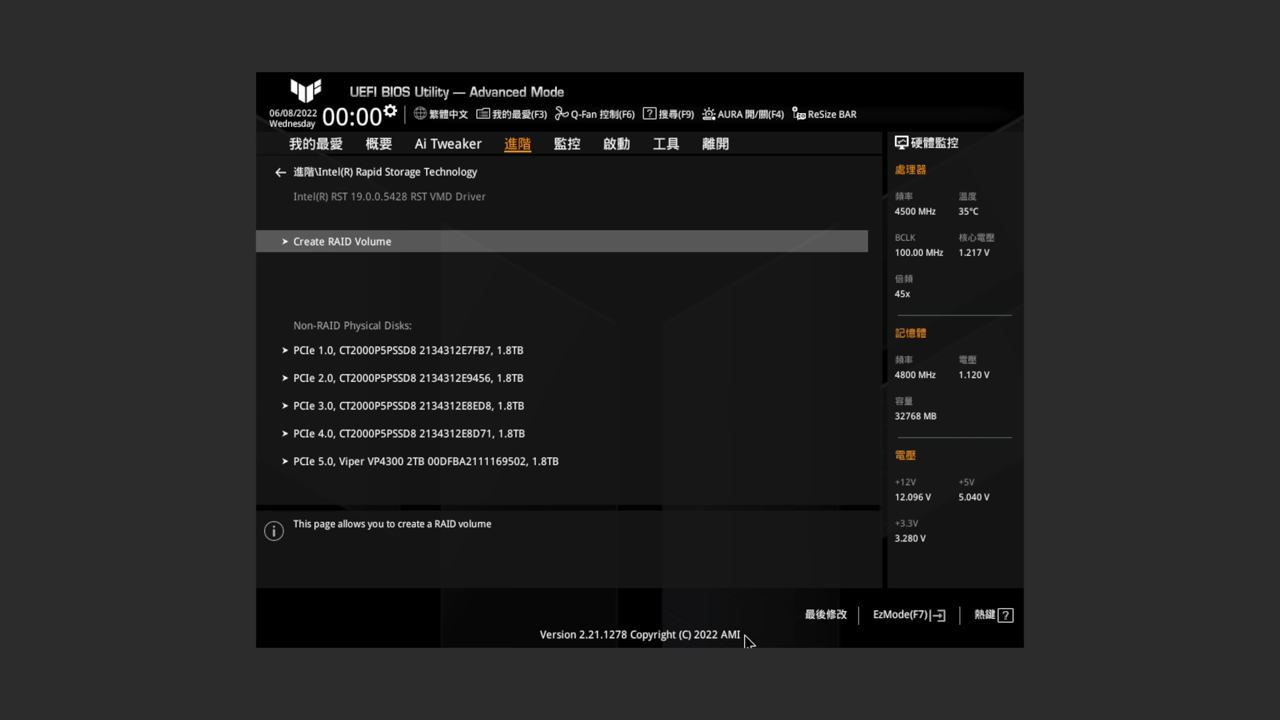 UEFI BIOS Utility — Advanced Mode
06/08/2022
Wednesday
00:00
繁體中文 我的最愛(F3) Q-Fan 控制(F6) 搜尋(F9) AURA 開/關(F4) ReSize BAR
我的最愛 概要 Ai Tweaker 進階 監控 啟動 工具 離開
進階\Intel(R) Rapid Storage Technology
Intel(R) RST 19.0.0.5428 RST VMD Driver
Create RAID Volume
Non-RAID Physical Disks:
PCIe 1.0, CT2000P5PSSD8 2134312E7FB7, 1.8TB
PCIe 2.0, CT2000P5PSSD8 2134312E9456, 1.8TB
PCIe 3.0, CT2000P5PSSD8 2134312E8ED8, 1.8TB
PCIe 4.0, CT2000P5PSSD8 2134312E8D71, 1.8TB
PCIe 5.0, Viper VP4300 2TB 00DFBA2111169502, 1.8TB
This page allows you to create a RAID volume
硬體監控
處理器
頻率 溫度
4500 MHz 35°C
BCLK 核心電壓
100.00 MHz 1.217 V
倍頻
45x
記憶體
頻率 電壓
4800 MHz 1.120 V
容量
32768 MB
電壓
+12V +5V
12.096 V 5.040 V
+3.3V
3.280 V
最後修改 EzMode(F7) 熱鍵 ?
Version 2.21.1278 Copyright (C) 2022 AMI